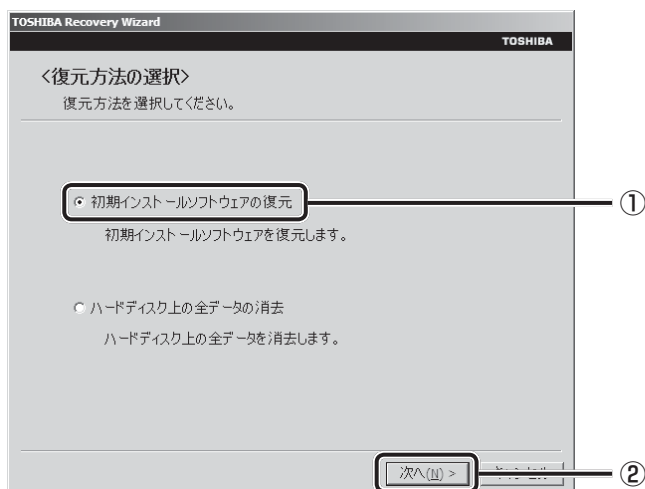 TOSHIBA Recovery Wizard
TOSHIBA
<復元方法の選択>
復元方法を選択してください。
初期インストールソフトウェアの復元
①
初期インストールソフトウェアを復元します。
ハードディスク上の全データの消去
ハードディスク上の全データを消去します。
次へ(N) >
②